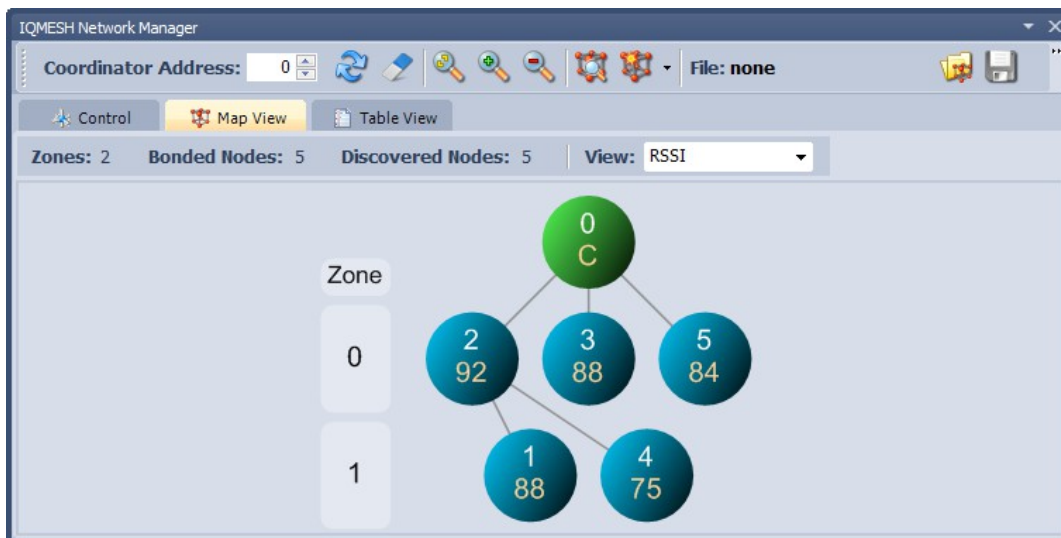 IQMESH Network Manager
Coordinator Address: 0 File: none
Control Map View Table View
Zones: 2 Bonded Nodes: 5 Discovered Nodes: 5 View: RSSI
0
C
Zone
0
2
92
3
88
5
84
1
1
88
4
75